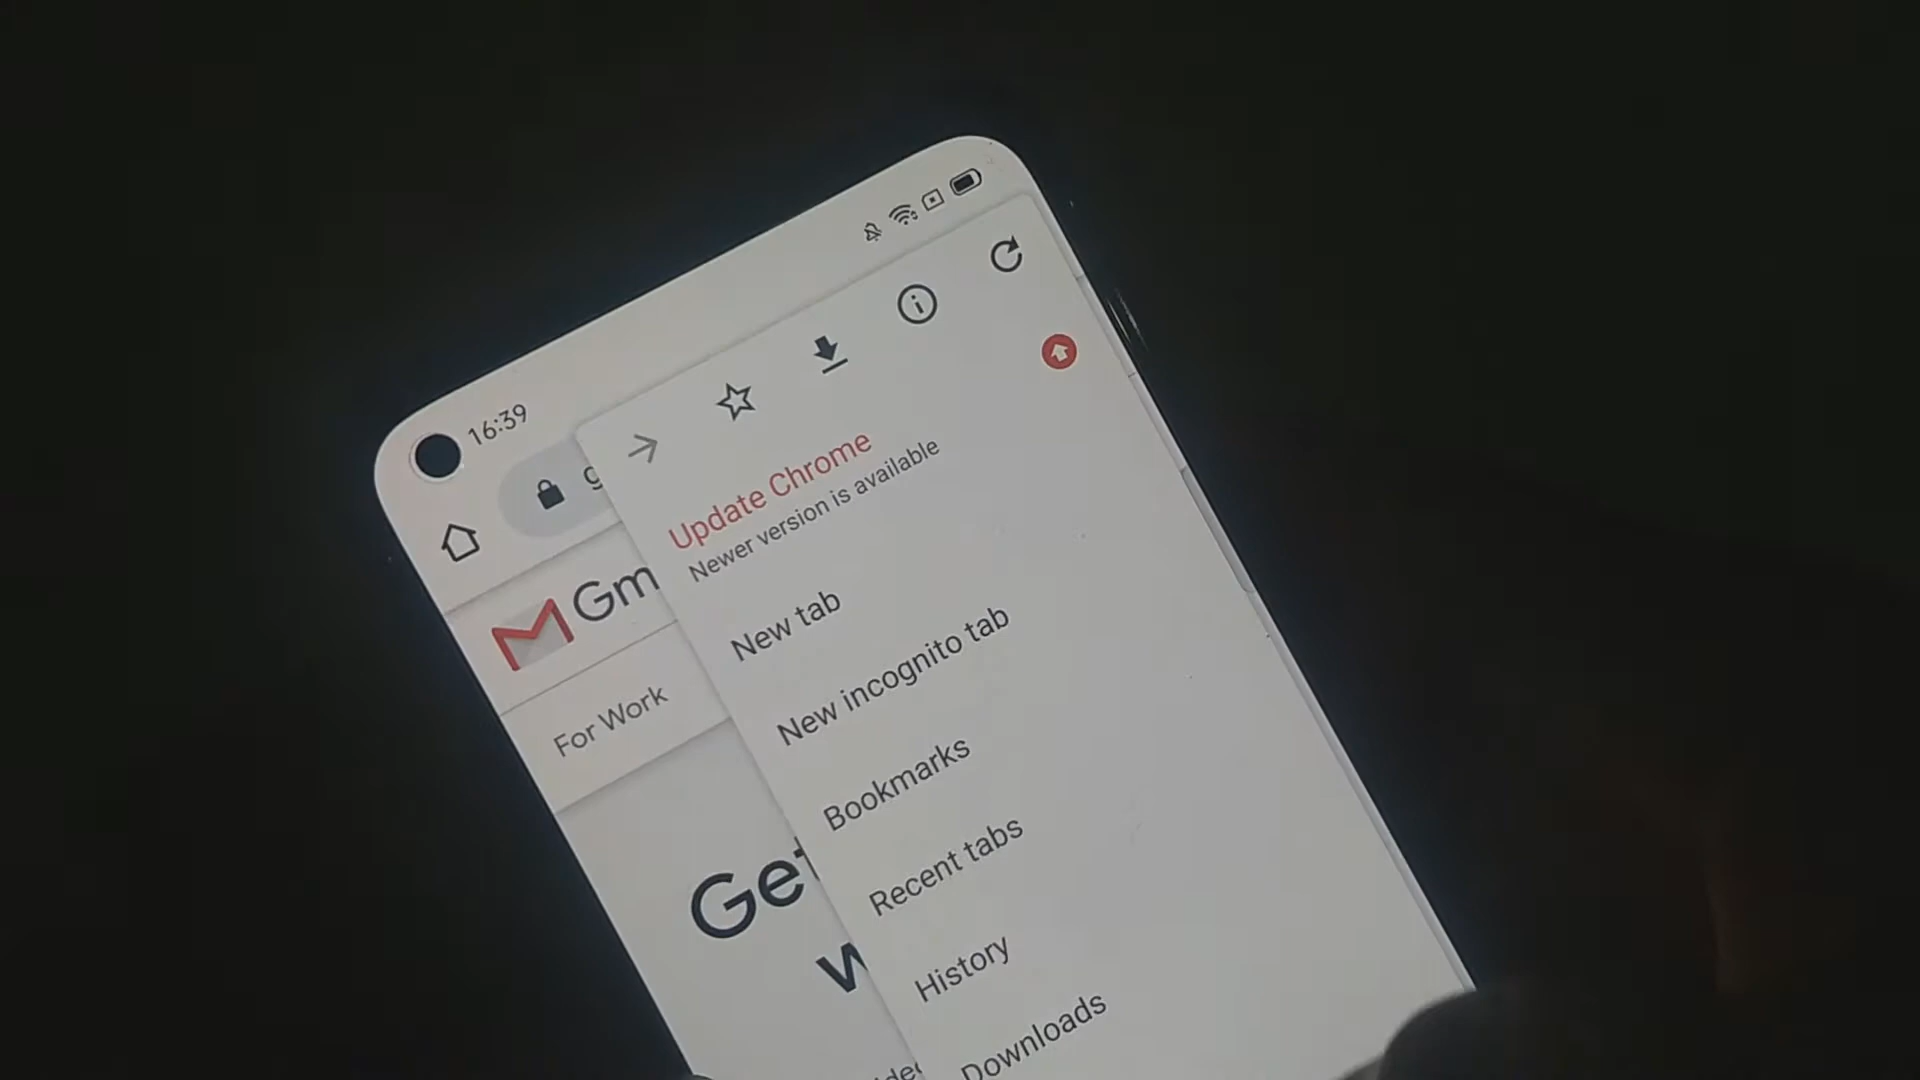 16:39
g
Gm
For Work
Get
w
Update Chrome
Newer version is available
New tab
New incognito tab
Bookmarks
Recent tabs
History
Downloads